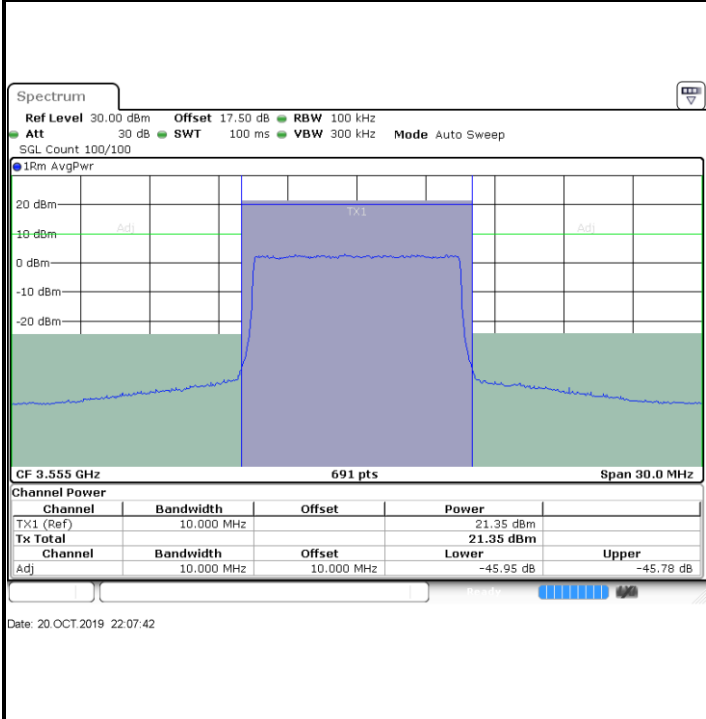 Spectrum
Ref Level 30.00 dBm Offset 17.50 dB RBW 100 kHz
Att 30 dB SWT 100 ms VBW 300 kHz Mode Auto Sweep
SGL Count 100/100
1Rm AvgPwr
20 dBm
TX1
Adj Adj
10 dBm
0 dBm
-10 dBm
-20 dBm
CF 3.555 GHz 691 pts Span 30.0 MHz
Channel Power
Channel Bandwidth Offset Power
TX1 (Ref) 10.000 MHz 21.35 dBm
Tx Total 21.35 dBm
Channel Bandwidth Offset Lower Upper
Adj 10.000 MHz 10.000 MHz -45.95 dB -45.78 dB
Ready
Date: 20.OCT.2019 22:07:42